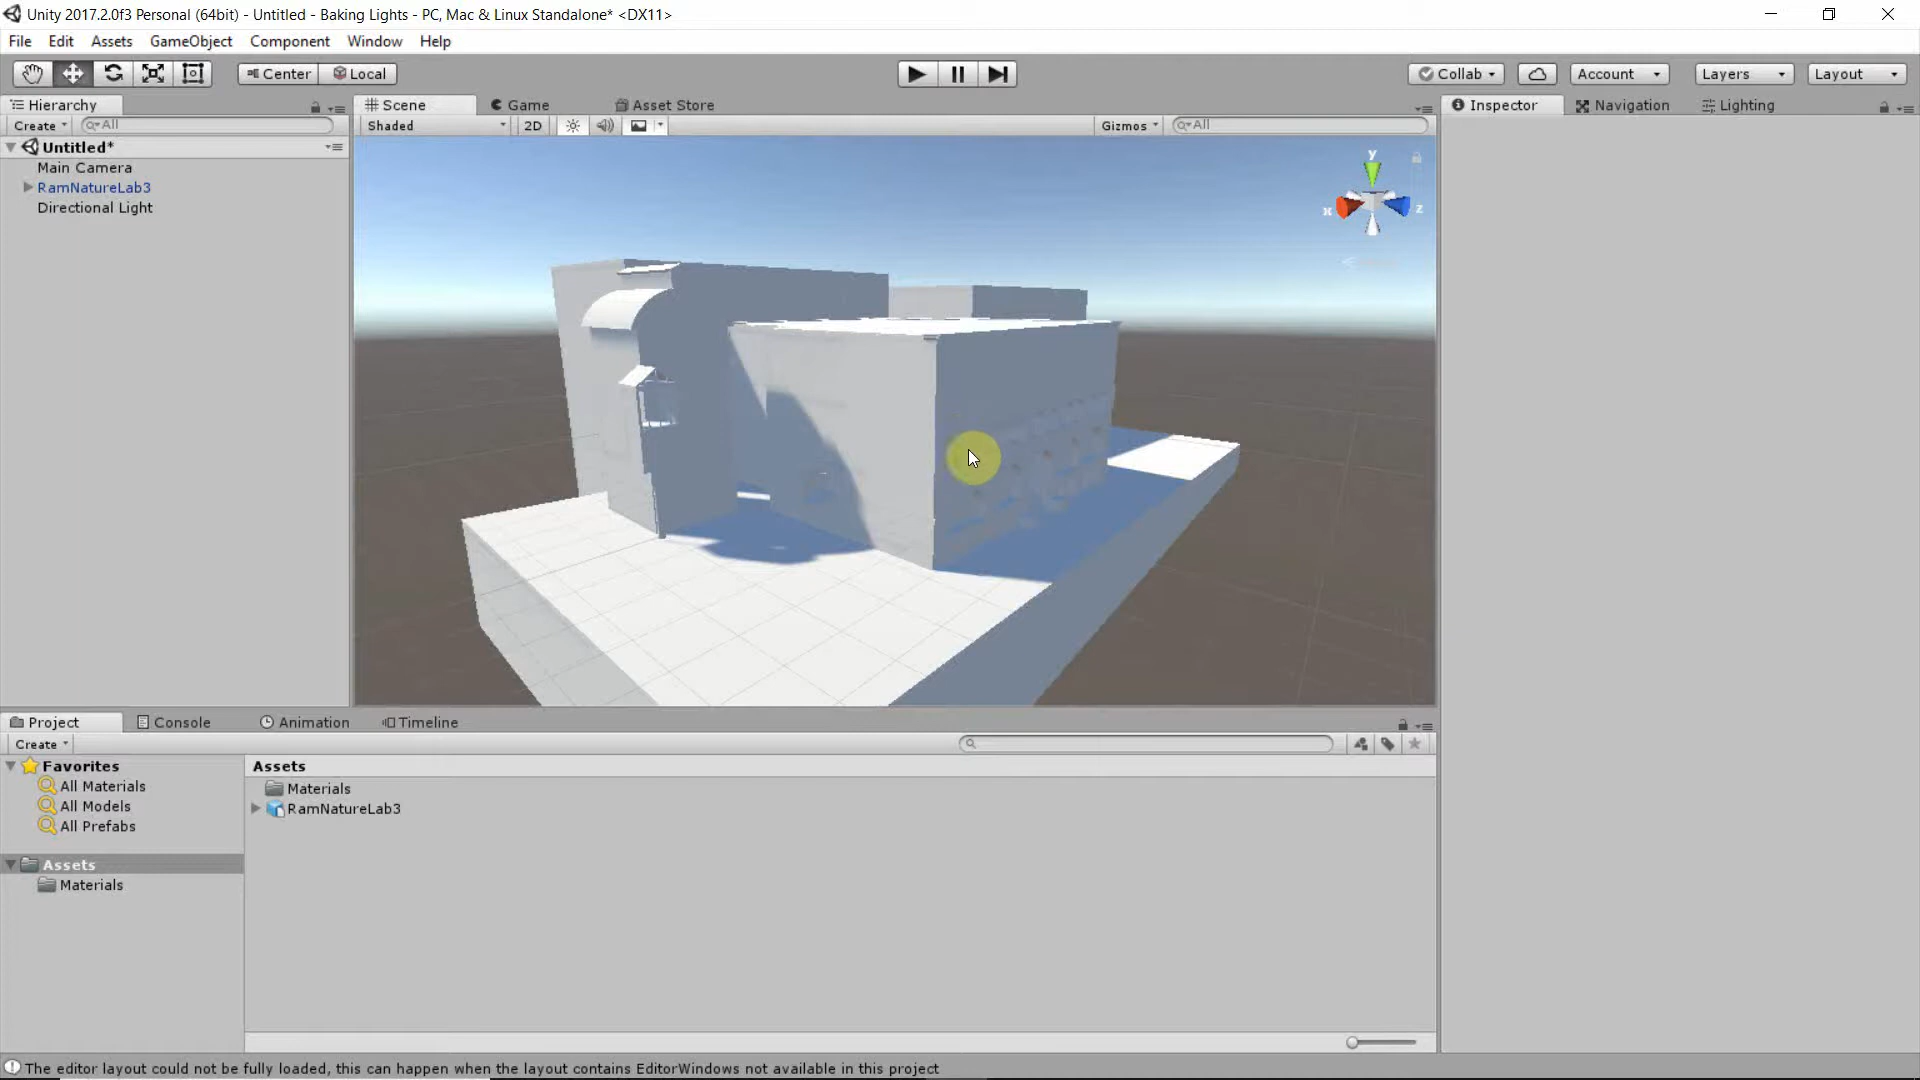 Unity 2017.2.0f3 Personal (64bit) - Untitled - Baking Lights - PC, Mac & Linux Standalone* <DX11>
File Edit Assets GameObject Component Window Help
Center Local Collab Account Layers Layout
Hierarchy Scene Game Asset Store Inspector Navigation Lighting
Create All Shaded 2D Gizmos All
Untitled*
Main Camera
RamNatureLab3
Directional Light
y
x z
Project Console Animation Timeline
Create
Favorites Assets
All Materials Materials
All Models RamNatureLab3
All Prefabs
Assets
Materials
The editor layout could not be fully loaded, this can happen when the layout contains EditorWindows not available in this project